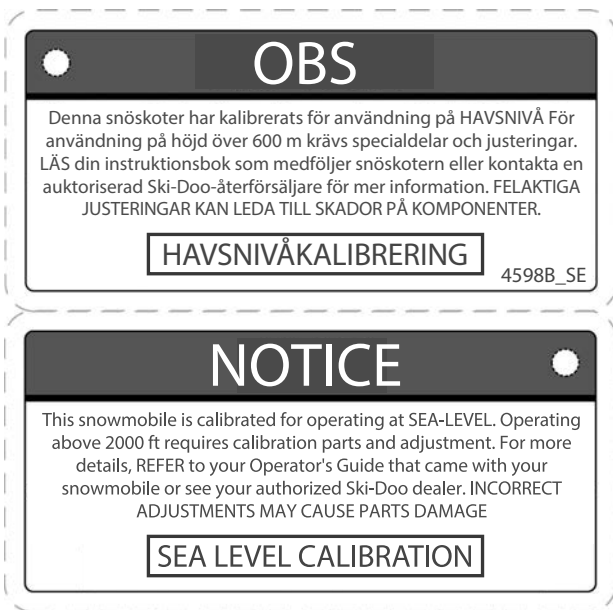 OBS
Denna snöskoter har kalibrerats för användning på HAVSNIVÅ För
användning på höjd över 600 m krävs specialdelar och justeringar.
LÄS din instruktionsbok som medföljer snöskotern eller kontakta en
auktoriserad Ski-Doo-återförsäljare för mer information. FELAKTIGA
JUSTERINGAR KAN LEDA TILL SKADOR PÅ KOMPONENTER.
HAVSNIVÅKALIBRERING
4598B_SE
NOTICE
This snowmobile is calibrated for operating at SEA-LEVEL. Operating
above 2000 ft requires calibration parts and adjustment. For more
details, REFER to your Operator's Guide that came with your
snowmobile or see your authorized Ski-Doo dealer. INCORRECT
ADJUSTMENTS MAY CAUSE PARTS DAMAGE
SEA LEVEL CALIBRATION